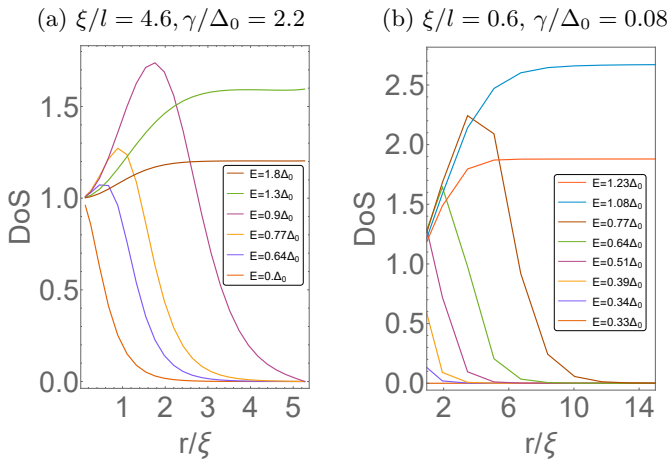 (a) ξ/l = 4.6, γ/Δ₀ = 2.2
DoS
1.5
1.0
0.5
0.0
1 2 3 4 5
r/ξ
E=1.8Δ₀
E=1.3Δ₀
E=0.9Δ₀
E=0.77Δ₀
E=0.64Δ₀
E=0.Δ₀
(b) ξ/l = 0.6, γ/Δ₀ = 0.08
DoS
2.5
2.0
1.5
1.0
0.5
0.0
2 6 10 14
r/ξ
E=1.23Δ₀
E=1.08Δ₀
E=0.77Δ₀
E=0.64Δ₀
E=0.51Δ₀
E=0.39Δ₀
E=0.34Δ₀
E=0.33Δ₀